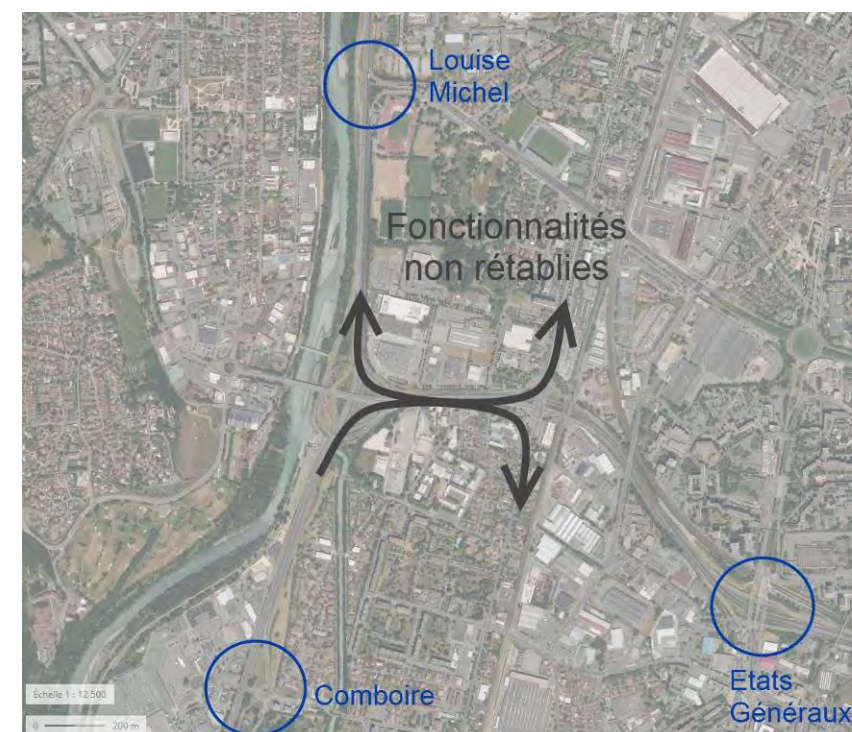 Louise
Michel
Fonctionnalités
non rétablies
Comboire
Etats
Généraux
Échelle 1 : 12 500
0 200 m